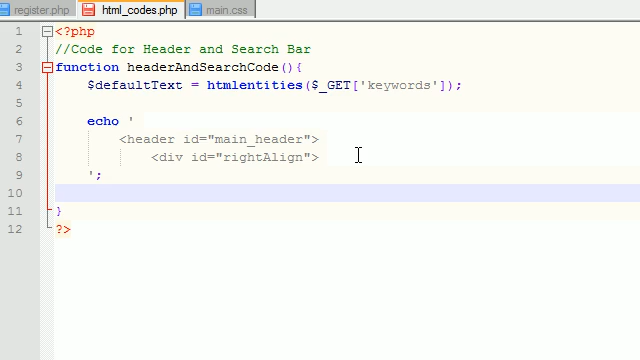 register.php html_codes.php main.css
1 <?php
2 //Code for Header and Search Bar
3 function headerAndSearchCode(){
4 $defaultText = htmlentities($_GET['keywords']);
5
6 echo '
7 <header id="main_header">
8 <div id="rightAlign">
9 ';
10
11 }
12 ?>